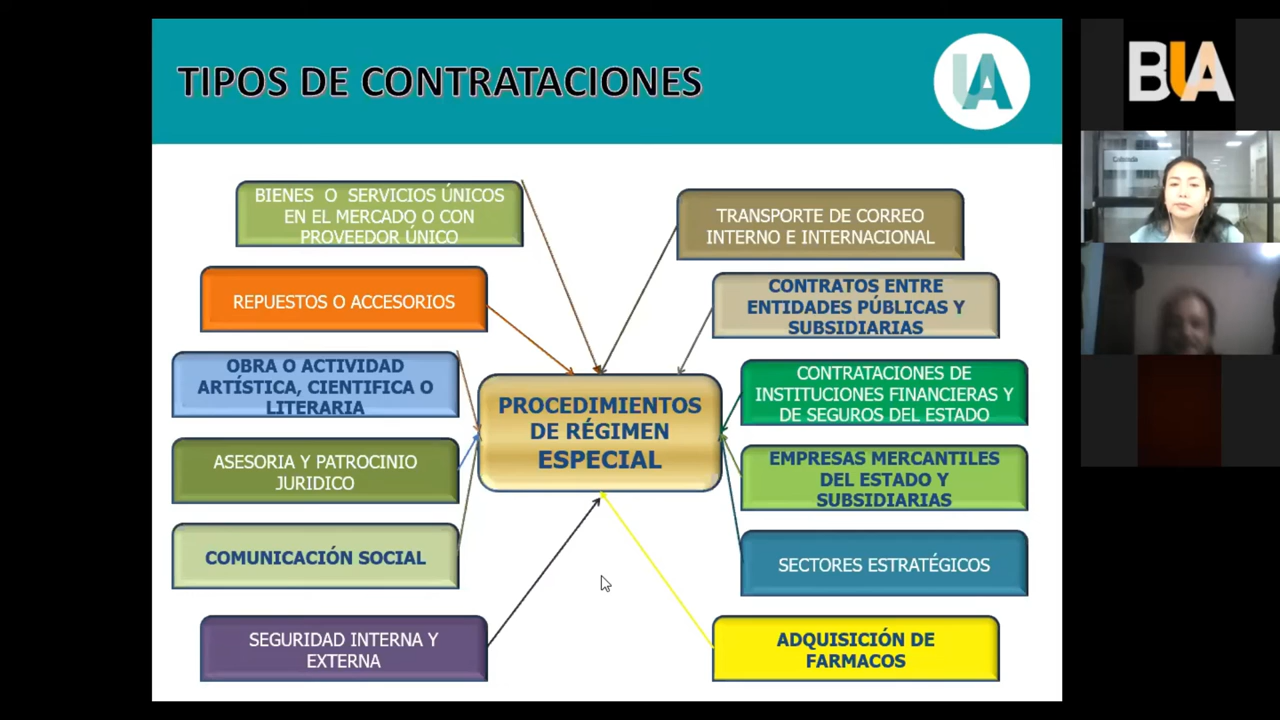 TIPOS DE CONTRATACIONES
UA
BUA
BIENES O SERVICIOS ÚNICOS
EN EL MERCADO O CON
PROVEEDOR ÚNICO
TRANSPORTE DE CORREO
INTERNO E INTERNACIONAL
REPUESTOS O ACCESORIOS
CONTRATOS ENTRE
ENTIDADES PÚBLICAS Y
SUBSIDIARIAS
OBRA O ACTIVIDAD
ARTÍSTICA, CIENTIFICA O
LITERARIA
CONTRATACIONES DE
INSTITUCIONES FINANCIERAS Y
DE SEGUROS DEL ESTADO
PROCEDIMIENTOS
DE RÉGIMEN
ESPECIAL
ASESORIA Y PATROCINIO
JURIDICO
EMPRESAS MERCANTILES
DEL ESTADO Y
SUBSIDIARIAS
COMUNICACIÓN SOCIAL
SECTORES ESTRATÉGICOS
SEGURIDAD INTERNA Y
EXTERNA
ADQUISICIÓN DE
FARMACOS